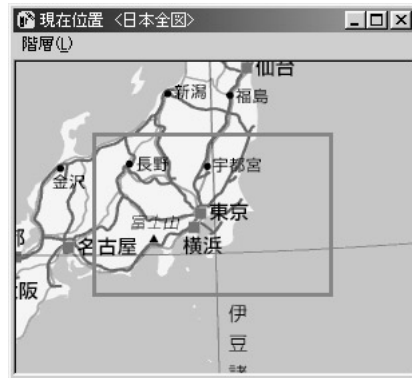 現在位置 <日本全図>
階層(L)
仙台
新潟
福島
長野
宇都宮
金沢
東京
富士山
名古屋
横浜
伊
豆